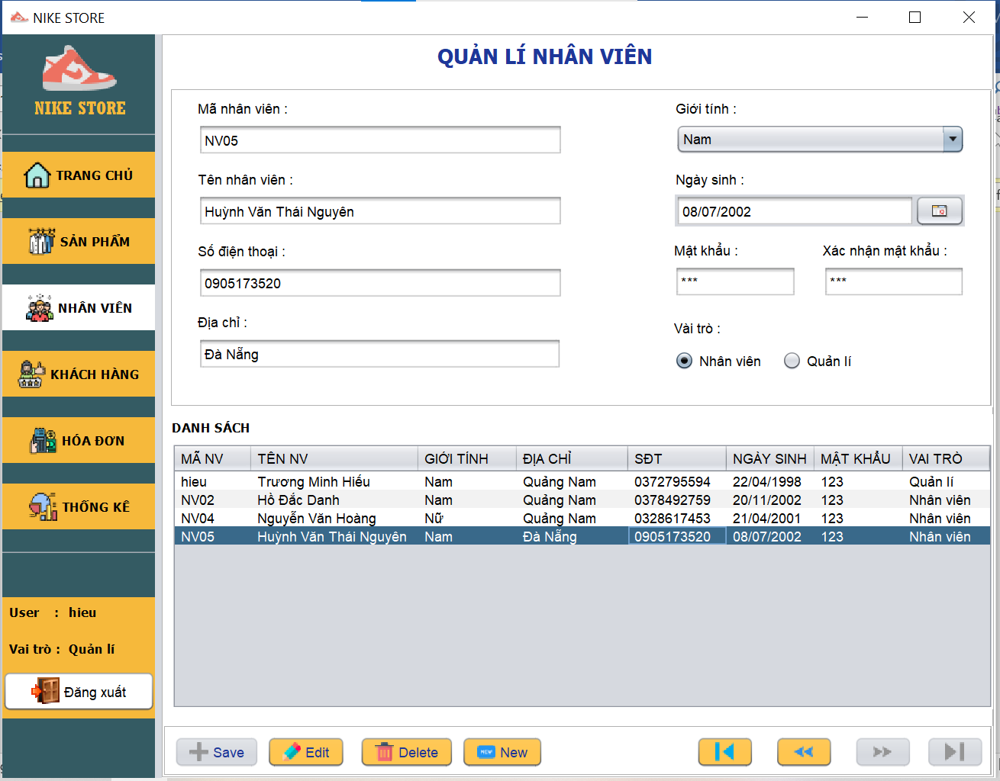 NIKE STORE
NIKE STORE
TRANG CHỦ
SẢN PHẨM
NHÂN VIÊN
KHÁCH HÀNG
HÓA ĐƠN
THỐNG KÊ
User : hieu
Vai trò : Quản lí
Đăng xuất
QUẢN LÍ NHÂN VIÊN
Mã nhân viên :
NV05
Tên nhân viên :
Huỳnh Văn Thái Nguyên
Số điện thoại :
0905173520
Địa chỉ :
Đà Nẵng
Giới tính :
Nam
Ngày sinh :
08/07/2002
Mật khẩu : Xác nhận mật khẩu :
*** ***
Vài trò :
Nhân viên Quản lí
DANH SÁCH
MÃ NV TÊN NV GIỚI TÍNH ĐỊA CHỈ SĐT NGÀY SINH MẬT KHẨU VAI TRÒ
hieu Trương Minh Hiếu Nam Quảng Nam 0372795594 22/04/1998 123 Quản lí
NV02 Hồ Đắc Danh Nam Quảng Nam 0378492759 20/11/2002 123 Nhân viên
NV04 Nguyễn Văn Hoàng Nữ Quảng Nam 0328617453 21/04/2001 123 Nhân viên
NV05 Huỳnh Văn Thái Nguyên Nam Đà Nẵng 0905173520 08/07/2002 123 Nhân viên
Save Edit Delete NEW New